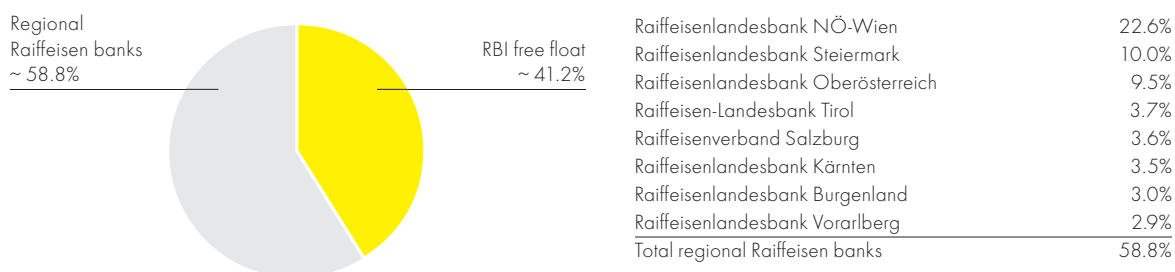 Regional
Raiffeisen banks
~ 58.8%
RBI free float
~ 41.2%
Raiffeisenlandesbank NÖ-Wien 22.6%
Raiffeisenlandesbank Steiermark 10.0%
Raiffeisenlandesbank Oberösterreich 9.5%
Raiffeisen-Landesbank Tirol 3.7%
Raiffeisenverband Salzburg 3.6%
Raiffeisenlandesbank Kärnten 3.5%
Raiffeisenlandesbank Burgenland 3.0%
Raiffeisenlandesbank Vorarlberg 2.9%
Total regional Raiffeisen banks 58.8%